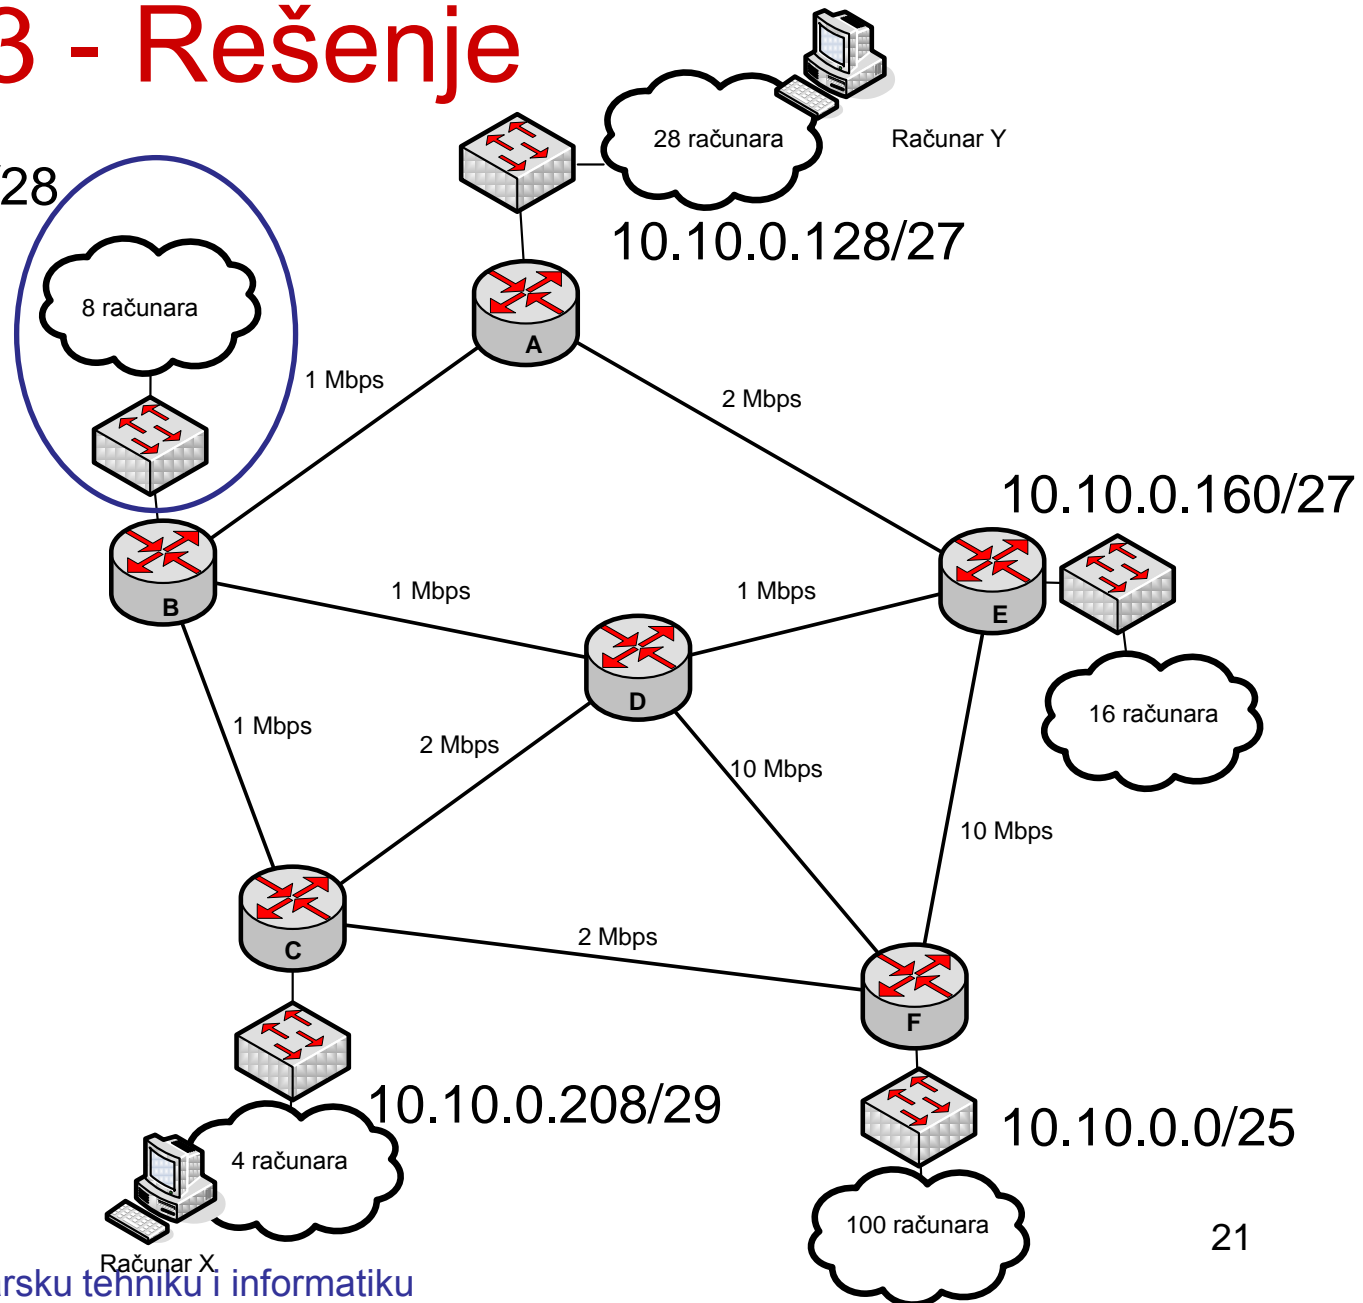 3 - Rešenje
28 računara
Računar Y
/28
10.10.0.128/27
8 računara
A
1 Mbps
2 Mbps
10.10.0.160/27
1 Mbps
1 Mbps
B
E
D
16 računara
1 Mbps
2 Mbps
10 Mbps
10 Mbps
C
2 Mbps
F
10.10.0.208/29
10.10.0.0/25
4 računara
100 računara
21
Računar X
arsku tehniku i informatiku